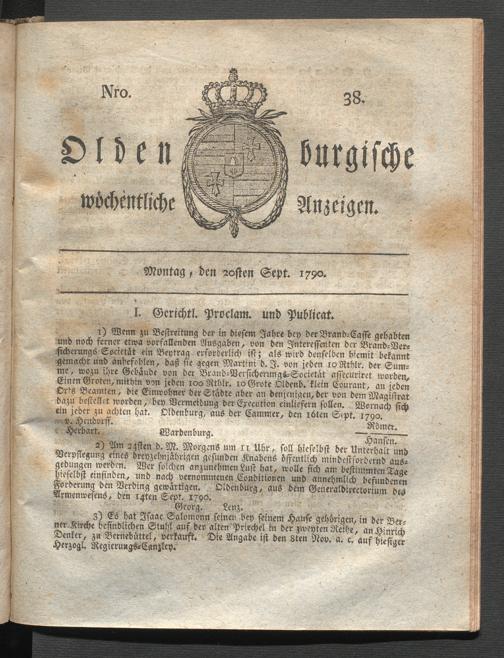 Nro. 38.
Olden burgische
wöchentliche Anzeigen.
Montag, den 20sten Sept. 1790.
I. Gerichtl. Proclam. und Publicat.
1) Wenn zu Bestreitung der in diesem Jahre bey der Brand-Casse gehabten
und noch ferner etwa vorfallenden Ausgaben, von den Interessenten der Brand-Ver
sicherungs Societät ein Beytrag erforderlich ist; als wird denselben hiemit bekannt
gemacht und anbefohlen, daß sie gegen Martini d. J. von jeden 10 Rthlr. der Sum-
me, wozu ihr Gebäude von der Brand-Versicherungs-Societät assecuriret worden,
Einen Groten, mithin von jeden 100 Rthlr. 10 Grote Oldenb. klein Courant, an jeden
Orts Beamten, die Einwohner der Städte aber an denjenigen, der von dem Magistrat
dazu bestellet worden, bey Vermeidung der Execution einliefern sollen. Wornach sich
ein jeder zu achten hat. Oldenburg, aus der Cammer, den 16ten Sept. 1790.
v. Hendorff. Römer.
Herbart. Wardenburg. Hansen.
2) Am 24sten d. M. Morgens um 11 Uhr, soll hieselbst der Unterhalt und
Verpflegung eines dreyzehnjährigen gesunden Knabens öffentlich mindestfordernd aus-
gedungen werden. Wer solchen anzunehmen Lust hat, wolle sich am bestimmten Tage
hieselbst einfinden, und nach vernommenen Conditionen und annehmlich befundenen
Forderung den Verding gewärtigen. Oldenburg, aus dem Generaldirectorium des
Armenwesens, den 14ten Sept. 1790.
Georg. Lenz.
3) Es hat Isaac Salomonn seinen bey seinem Hause gehörigen, in der Ber-
ner Kirche befindlichen Stuhl auf der alten Priechel in der zweyten Reihe, an Hinrich
Denker, zu Bernebüttel, verkauft. Die Angabe ist den 8ten Nov. a. c. auf hiesiger
Herzogl. Regierungs-Canzley.